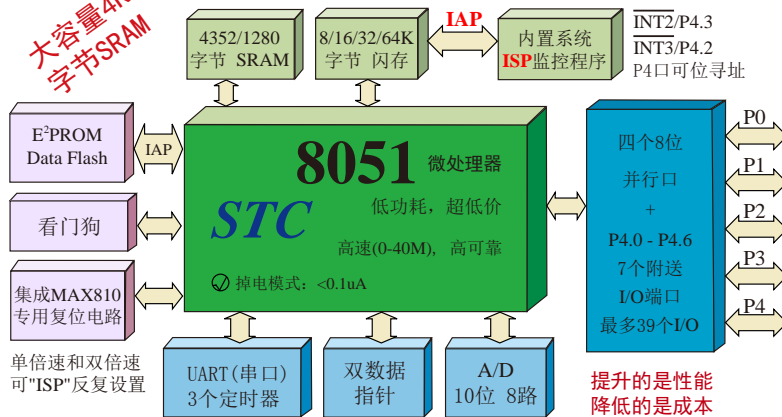 大容量4K
字节SRAM
4352/1280
字节 SRAM
8/16/32/64K
字节 闪存
IAP
内置系统
ISP监控程序
INT2/P4.3
INT3/P4.2
P4口可位寻址
E²PROM
Data Flash
IAP
看门狗
集成MAX810
专用复位电路
单倍速和双倍速
可"ISP"反复设置
8051 微处理器
STC
低功耗，超低价
高速(0-40M)，高可靠
掉电模式：<0.1uA
UART(串口)
3个定时器
双数据
指针
A/D
10位 8路
四个8位
并行口
+
P4.0 - P4.6
7个附送
I/O端口
最多39个I/O
P0
P1
P2
P3
P4
提升的是性能
降低的是成本